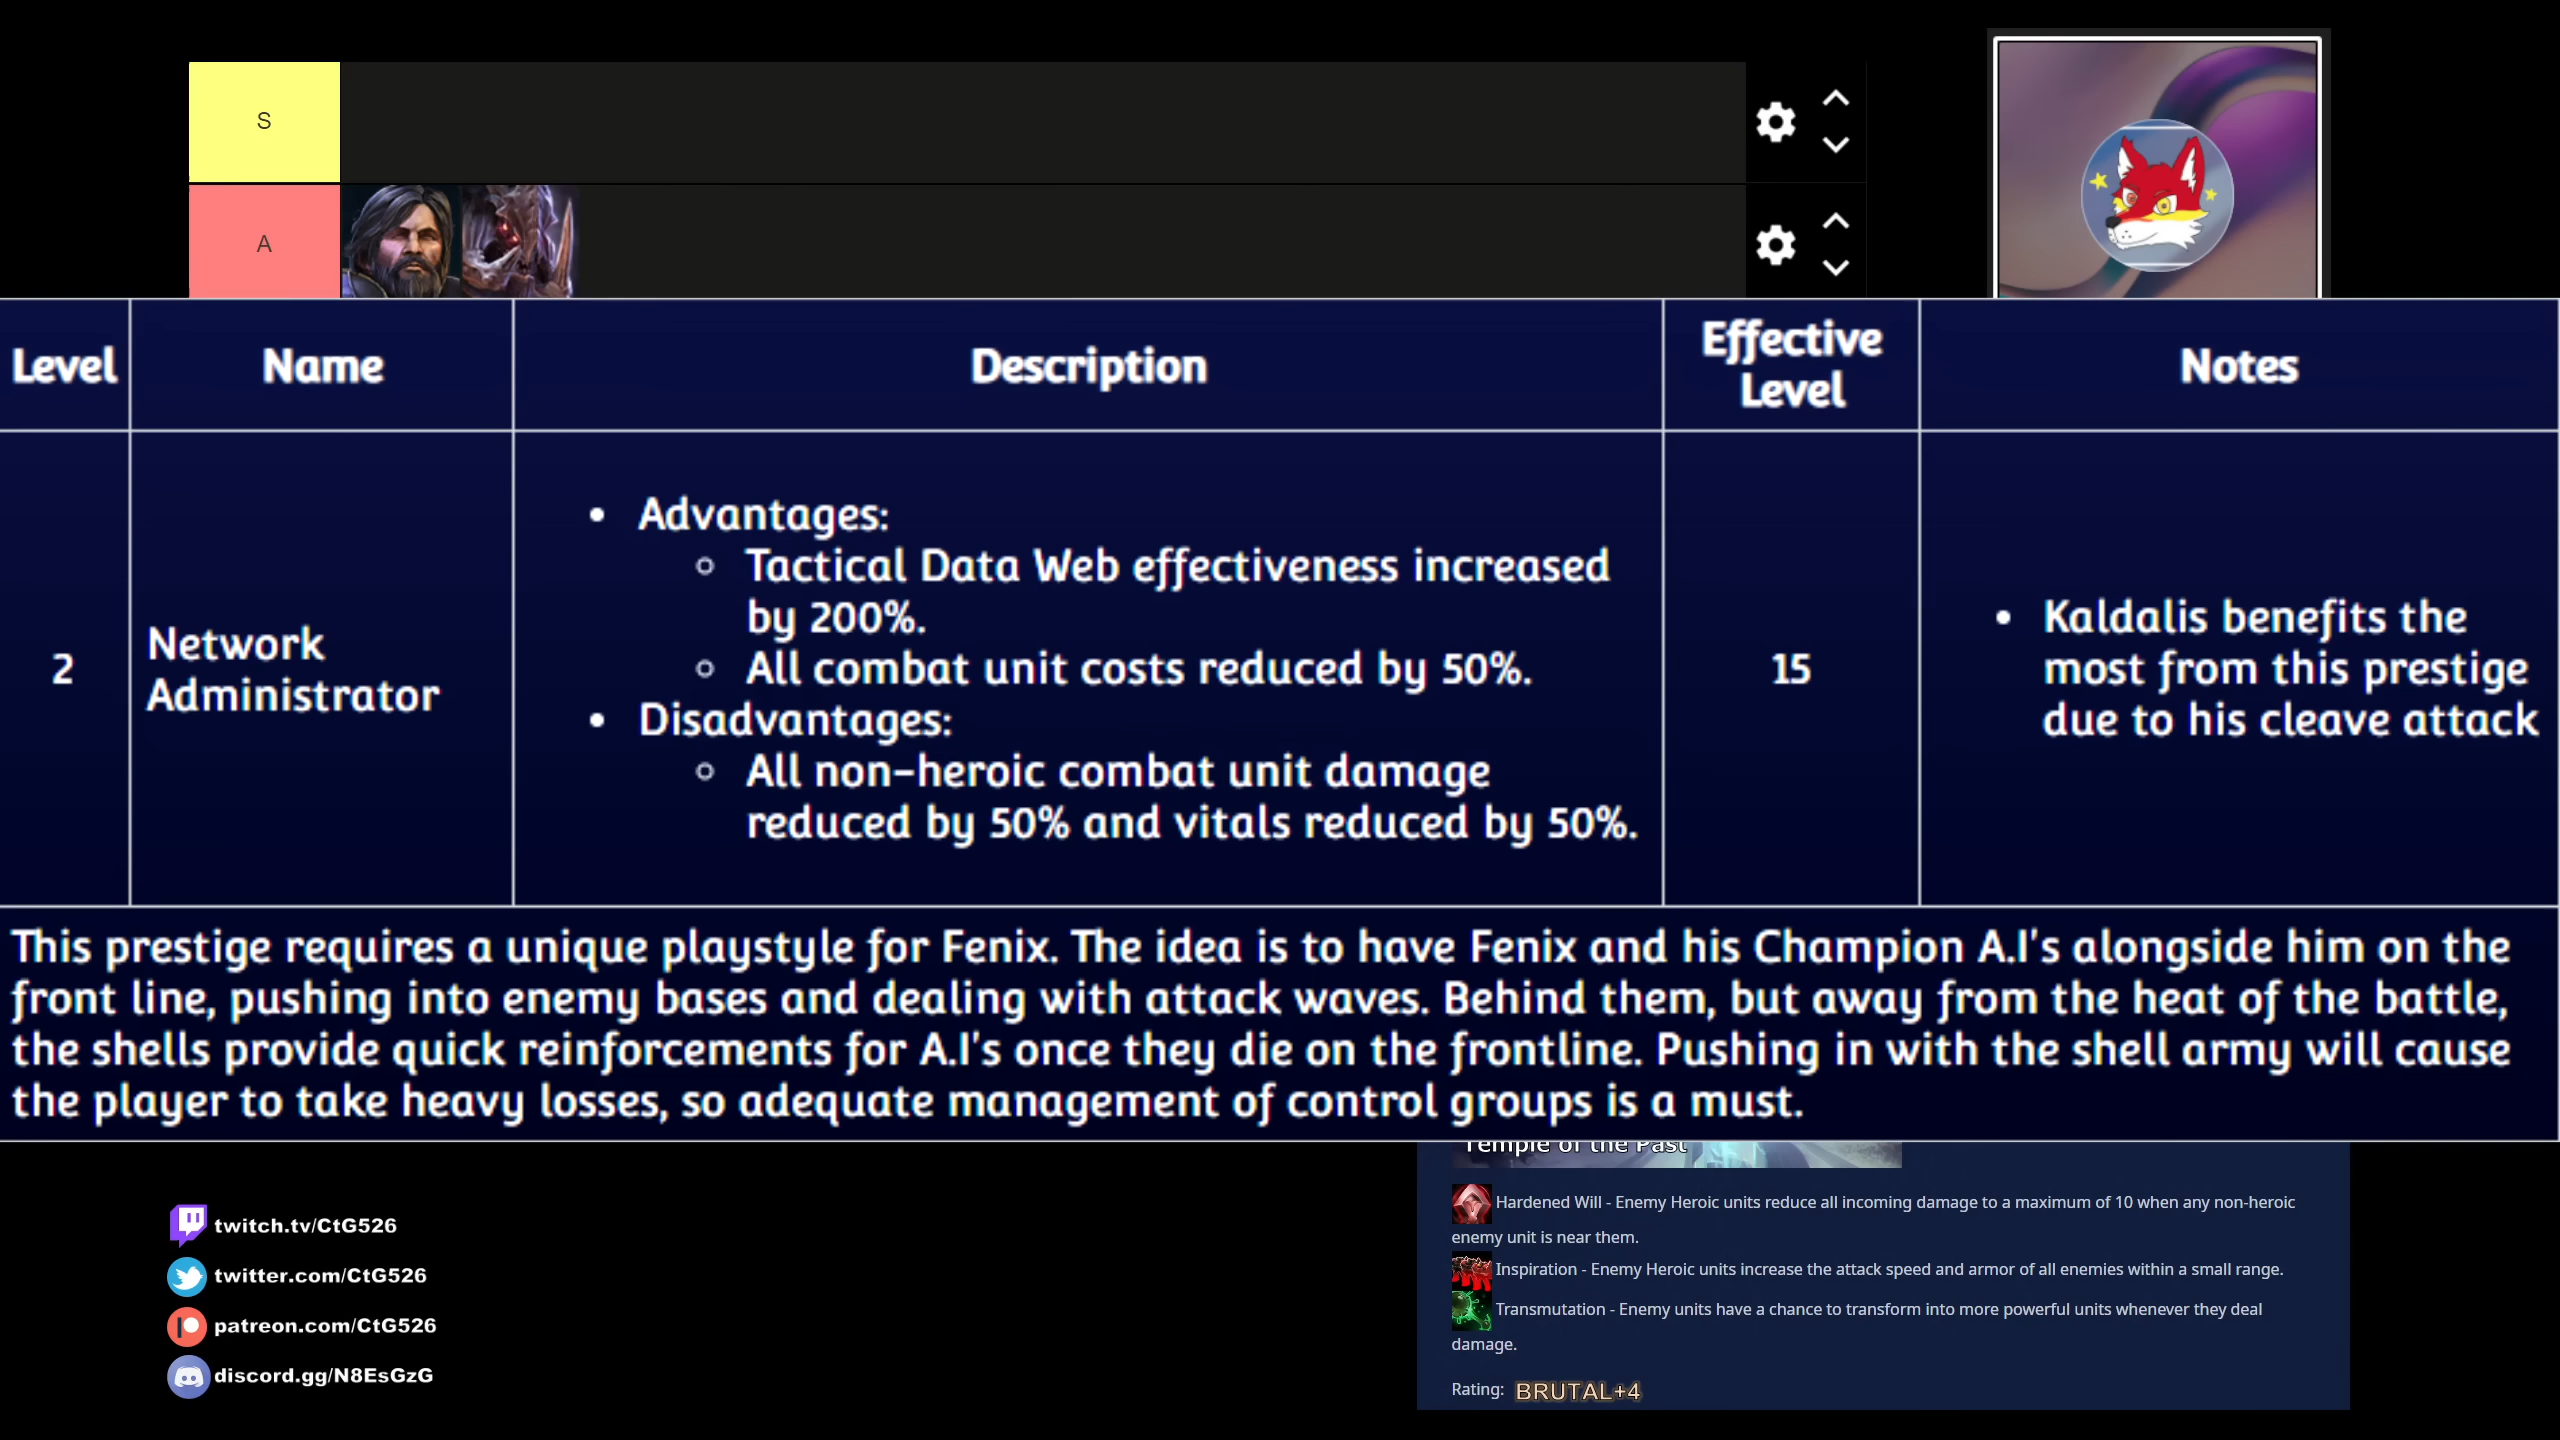 S
A
Level
Name
Description
Effective
Level
Notes
2
Network
Administrator
• Advantages:
○ Tactical Data Web effectiveness increased
by 200%.
○ All combat unit costs reduced by 50%.
• Disadvantages:
○ All non-heroic combat unit damage
reduced by 50% and vitals reduced by 50%.
15
• Kaldalis benefits the
most from this prestige
due to his cleave attack
This prestige requires a unique playstyle for Fenix. The idea is to have Fenix and his Champion A.I's alongside him on the
front line, pushing into enemy bases and dealing with attack waves. Behind them, but away from the heat of the battle,
the shells provide quick reinforcements for A.I's once they die on the frontline. Pushing in with the shell army will cause
the player to take heavy losses, so adequate management of control groups is a must.
Temple of the Past
Hardened Will - Enemy Heroic units reduce all incoming damage to a maximum of 10 when any non-heroic
enemy unit is near them.
Inspiration - Enemy Heroic units increase the attack speed and armor of all enemies within a small range.
Transmutation - Enemy units have a chance to transform into more powerful units whenever they deal
damage.
Rating: BRUTAL+4
twitch.tv/CtG526
twitter.com/CtG526
patreon.com/CtG526
discord.gg/N8EsGzG